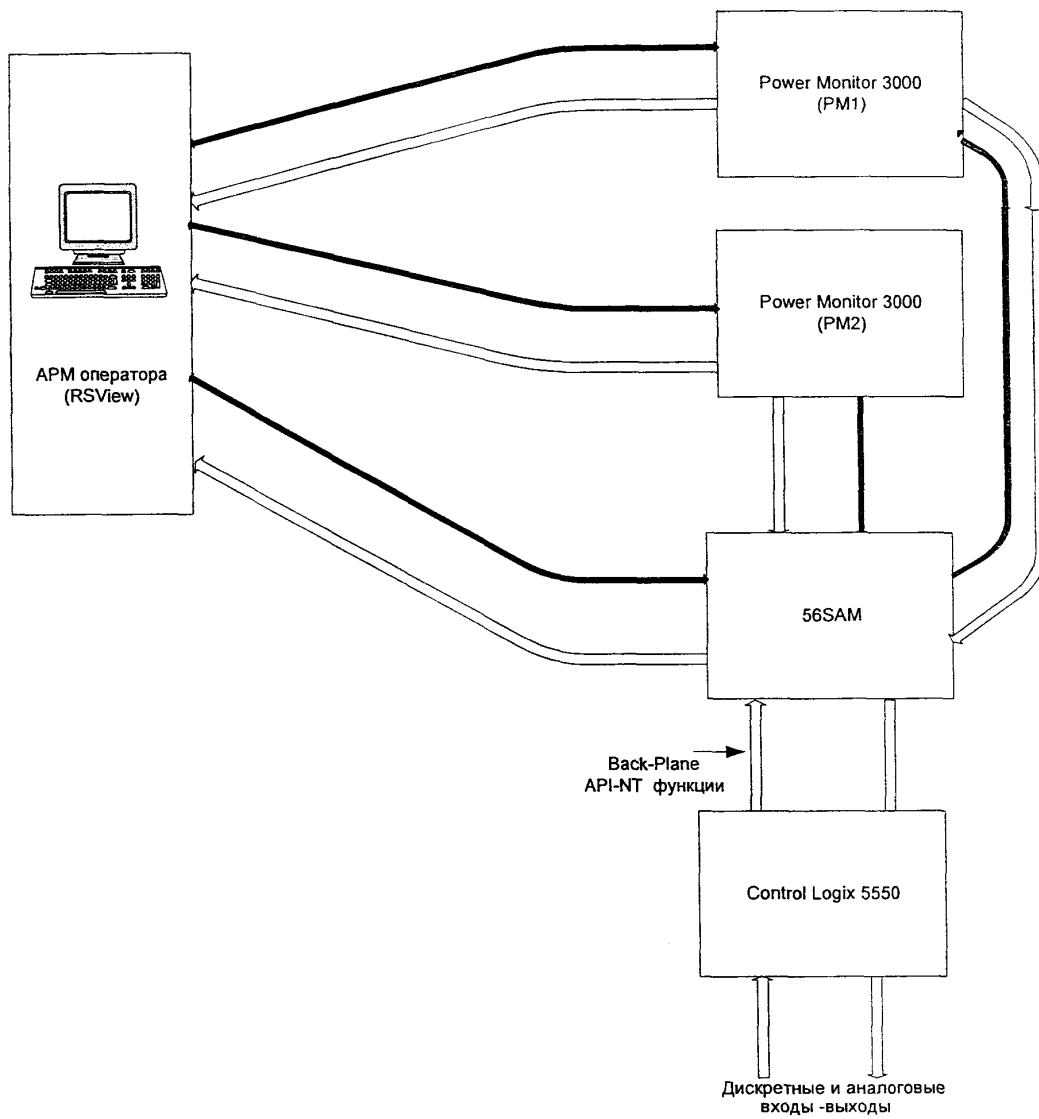 Power Monitor 3000
(PM1)
Power Monitor 3000
(PM2)
АРМ оператора
(RSView)
56SAM
Back-Plane
API-NT функции
Control Logix 5550
Дискретные и аналоговые
входы -выходы